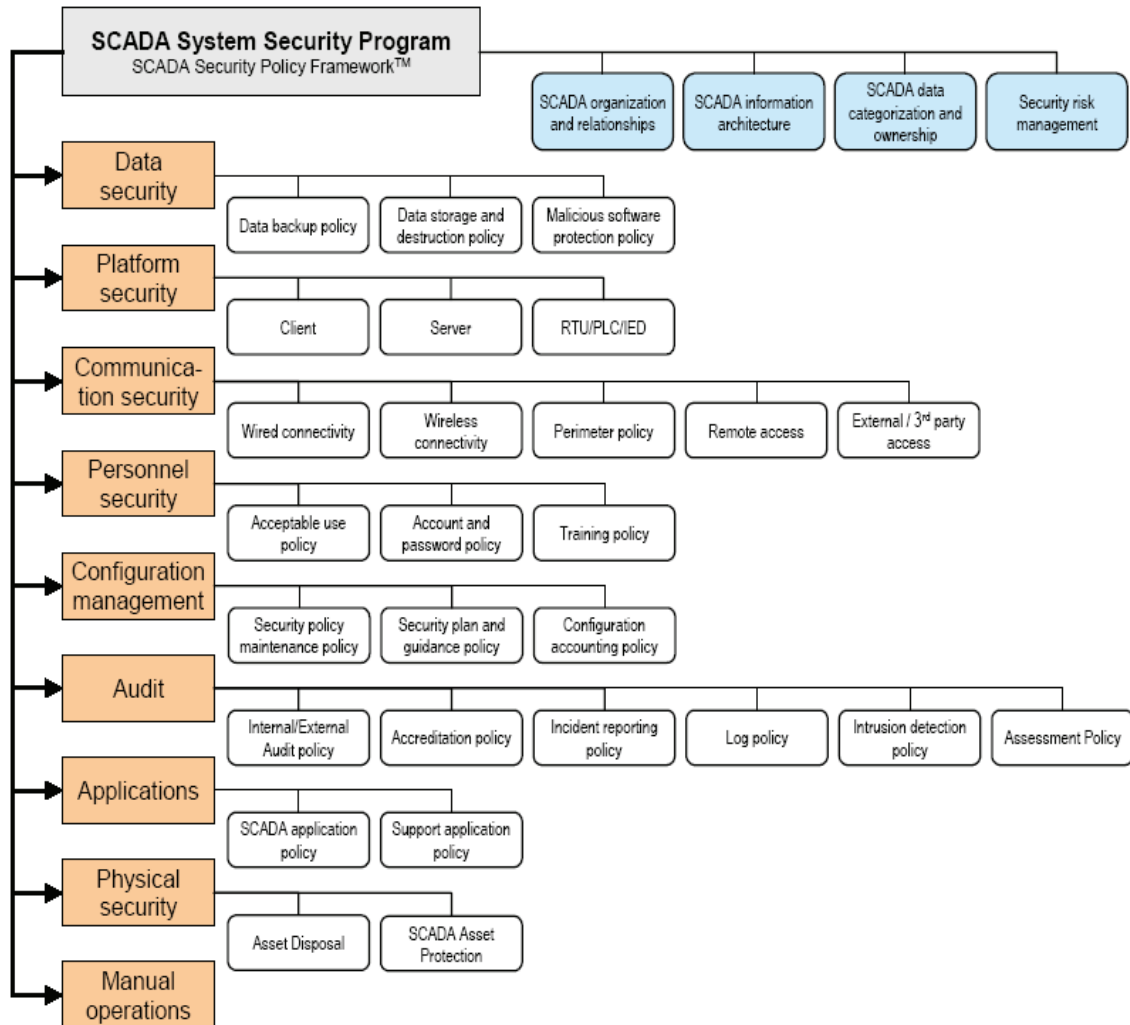 SCADA System Security Program
SCADA Security Policy Framework™
SCADA organization
and relationships
SCADA information
architecture
SCADA data
categorization and
ownership
Security risk
management
Data
security
Data backup policy
Data storage and
destruction policy
Malicious software
protection policy
Platform
security
Client
Server
RTU/PLC/IED
Communica-
tion security
Wired connectivity
Wireless
connectivity
Perimeter policy
Remote access
External / 3rd party
access
Personnel
security
Acceptable use
policy
Account and
password policy
Training policy
Configuration
management
Security policy
maintenance policy
Security plan and
guidance policy
Configuration
accounting policy
Audit
Internal/External
Audit policy
Accreditation policy
Incident reporting
policy
Log policy
Intrusion detection
policy
Assessment Policy
Applications
SCADA application
policy
Support application
policy
Physical
security
Asset Disposal
SCADA Asset
Protection
Manual
operations